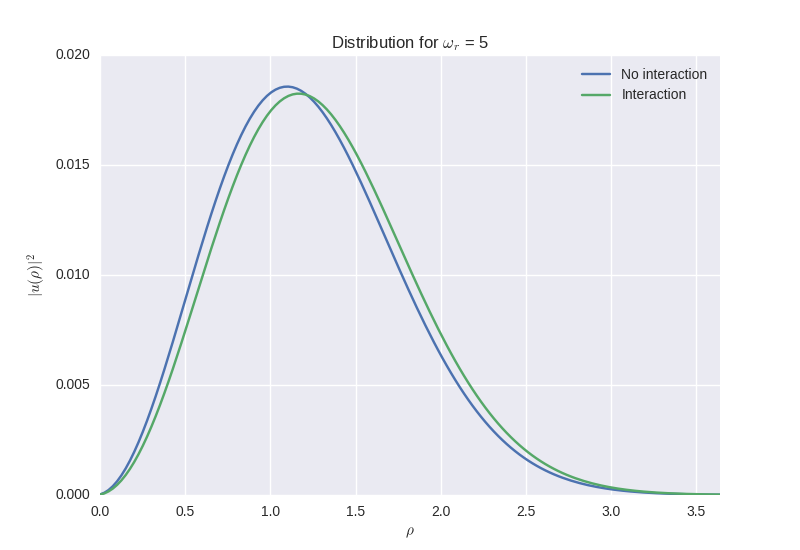 Distribution for ω_r = 5
No interaction
Interaction
|u(ρ)|²
0.020
0.015
0.010
0.005
0.000
0.0 0.5 1.0 1.5 2.0 2.5 3.0 3.5
ρ